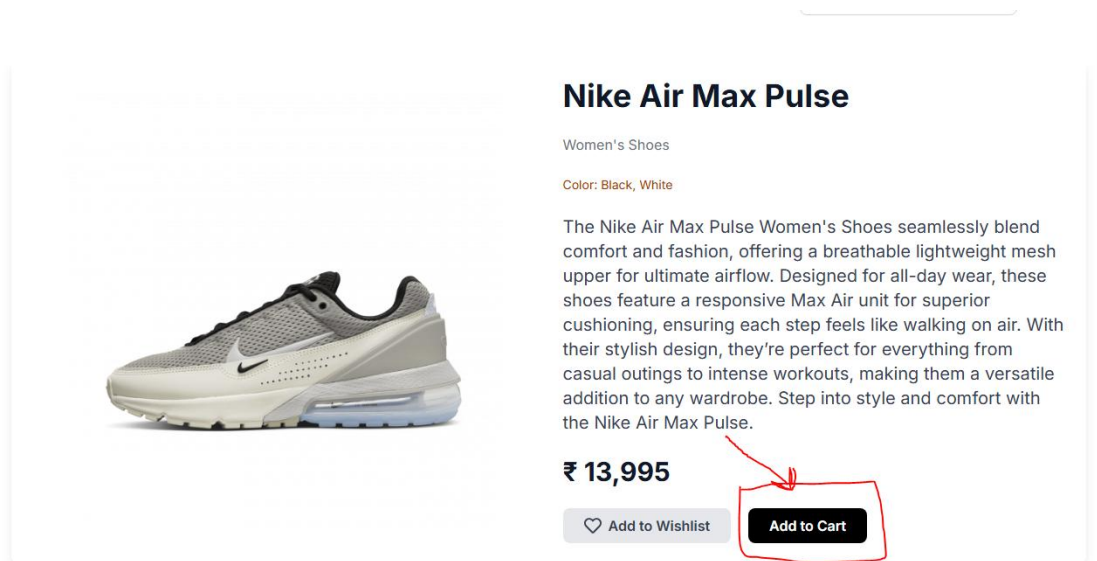 Nike Air Max Pulse
Women's Shoes
Color: Black, White
The Nike Air Max Pulse Women's Shoes seamlessly blend
comfort and fashion, offering a breathable lightweight mesh
upper for ultimate airflow. Designed for all-day wear, these
shoes feature a responsive Max Air unit for superior
cushioning, ensuring each step feels like walking on air. With
their stylish design, they’re perfect for everything from
casual outings to intense workouts, making them a versatile
addition to any wardrobe. Step into style and comfort with
the Nike Air Max Pulse.
₹ 13,995
Add to Wishlist
Add to Cart